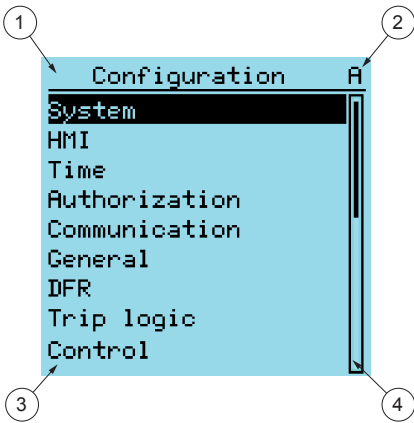 1 2
Configuration A
System
HMI
Time
Authorization
Communication
General
DFR
Trip logic
Control
3 4